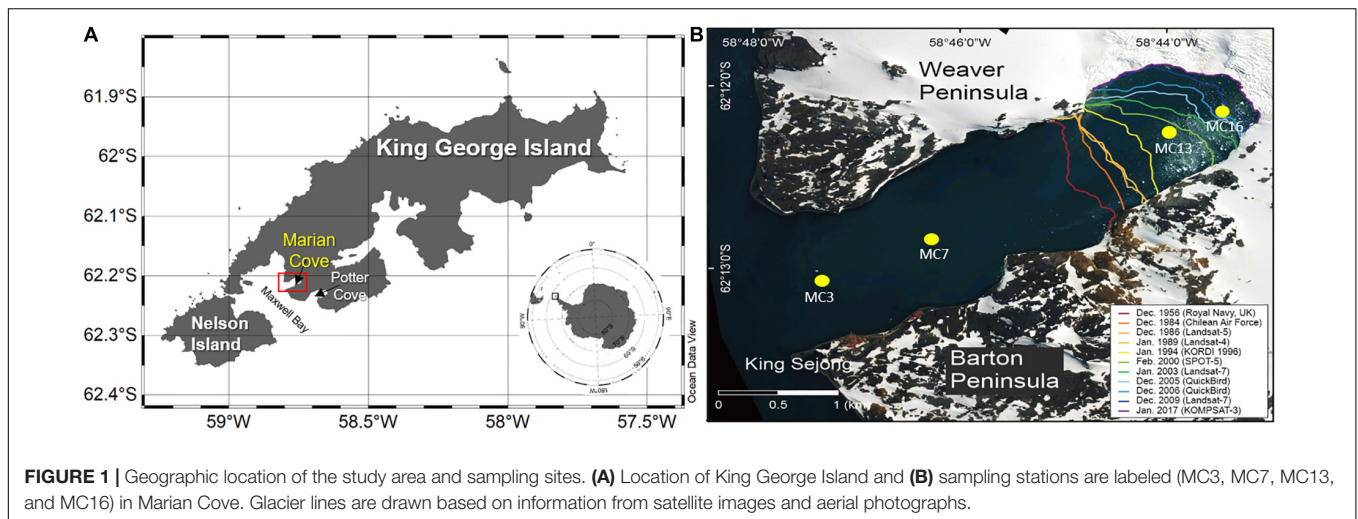 A
61.9°S
62°S
62.1°S
62.2°S
62.3°S
62.4°S
59°W
58.5°W
58°W
57.5°W
King George Island
Marian
Cove
Potter
Cove
Maxwell Bay
Nelson
Island
0°
90°E
180°W
Ocean Data View
B
58°48'0"W
58°46'0"W
58°44'0"W
62°12'0"S
62°13'0"S
Weaver
Peninsula
MC16
MC13
MC7
MC3
King Sejong
Barton
Peninsula
0 0.5 1 (km)
Dec. 1956 (Royal Navy, UK)
Dec. 1984 (Chilean Air Force)
Dec. 1986 (Landsat-5)
Jan. 1989 (Landsat-4)
Jan. 1994 (KORDI 1996)
Feb. 2000 (SPOT-5)
Jan. 2003 (Landsat-7)
Dec. 2005 (QuickBird)
Dec. 2006 (QuickBird)
Dec. 2009 (Landsat-7)
Jan. 2017 (KOMPSAT-3)
FIGURE 1 | Geographic location of the study area and sampling sites. (A) Location of King George Island and (B) sampling stations are labeled (MC3, MC7, MC13,
and MC16) in Marian Cove. Glacier lines are drawn based on information from satellite images and aerial photographs.